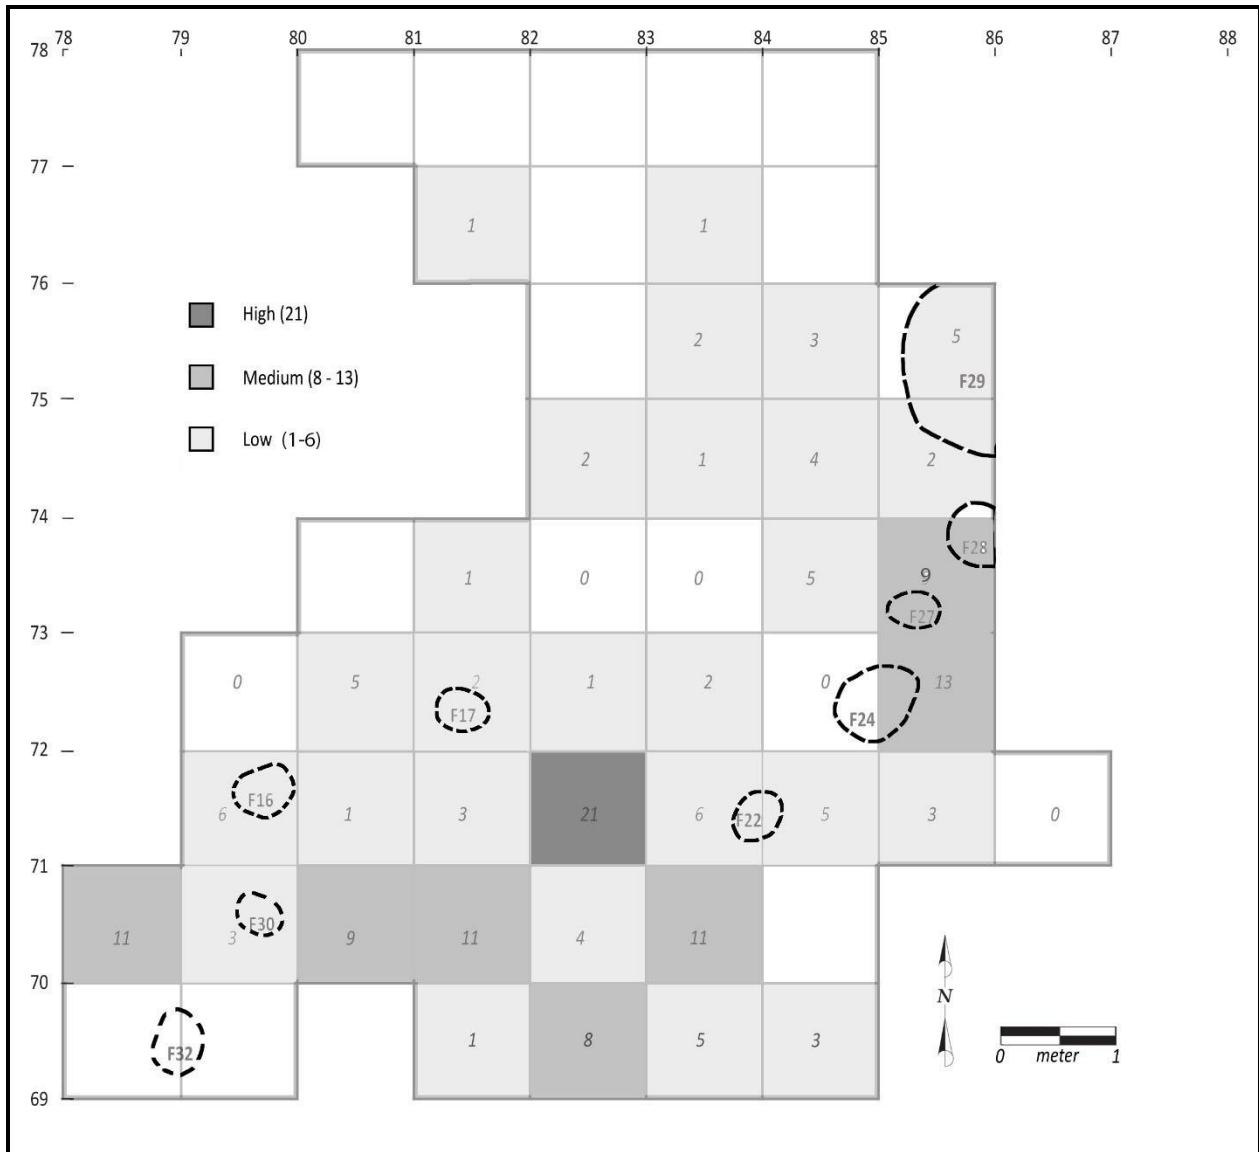 78 79 80 81 82 83 84 85 86 87 88
78
77
1 1
76
High (21)
2 3 5
Medium (8 - 13)
F29
75
Low (1-6)
2 1 4 2
74
F28
1 0 0 5 9
F27
73
0 5 2 1 2 0 13
F17 F24
72
F16
6 1 3 21 6 F22 5 3 0
71
F30
11 3 9 11 4 11
70
N
1 8 5 3
F32
0 meter 1
69